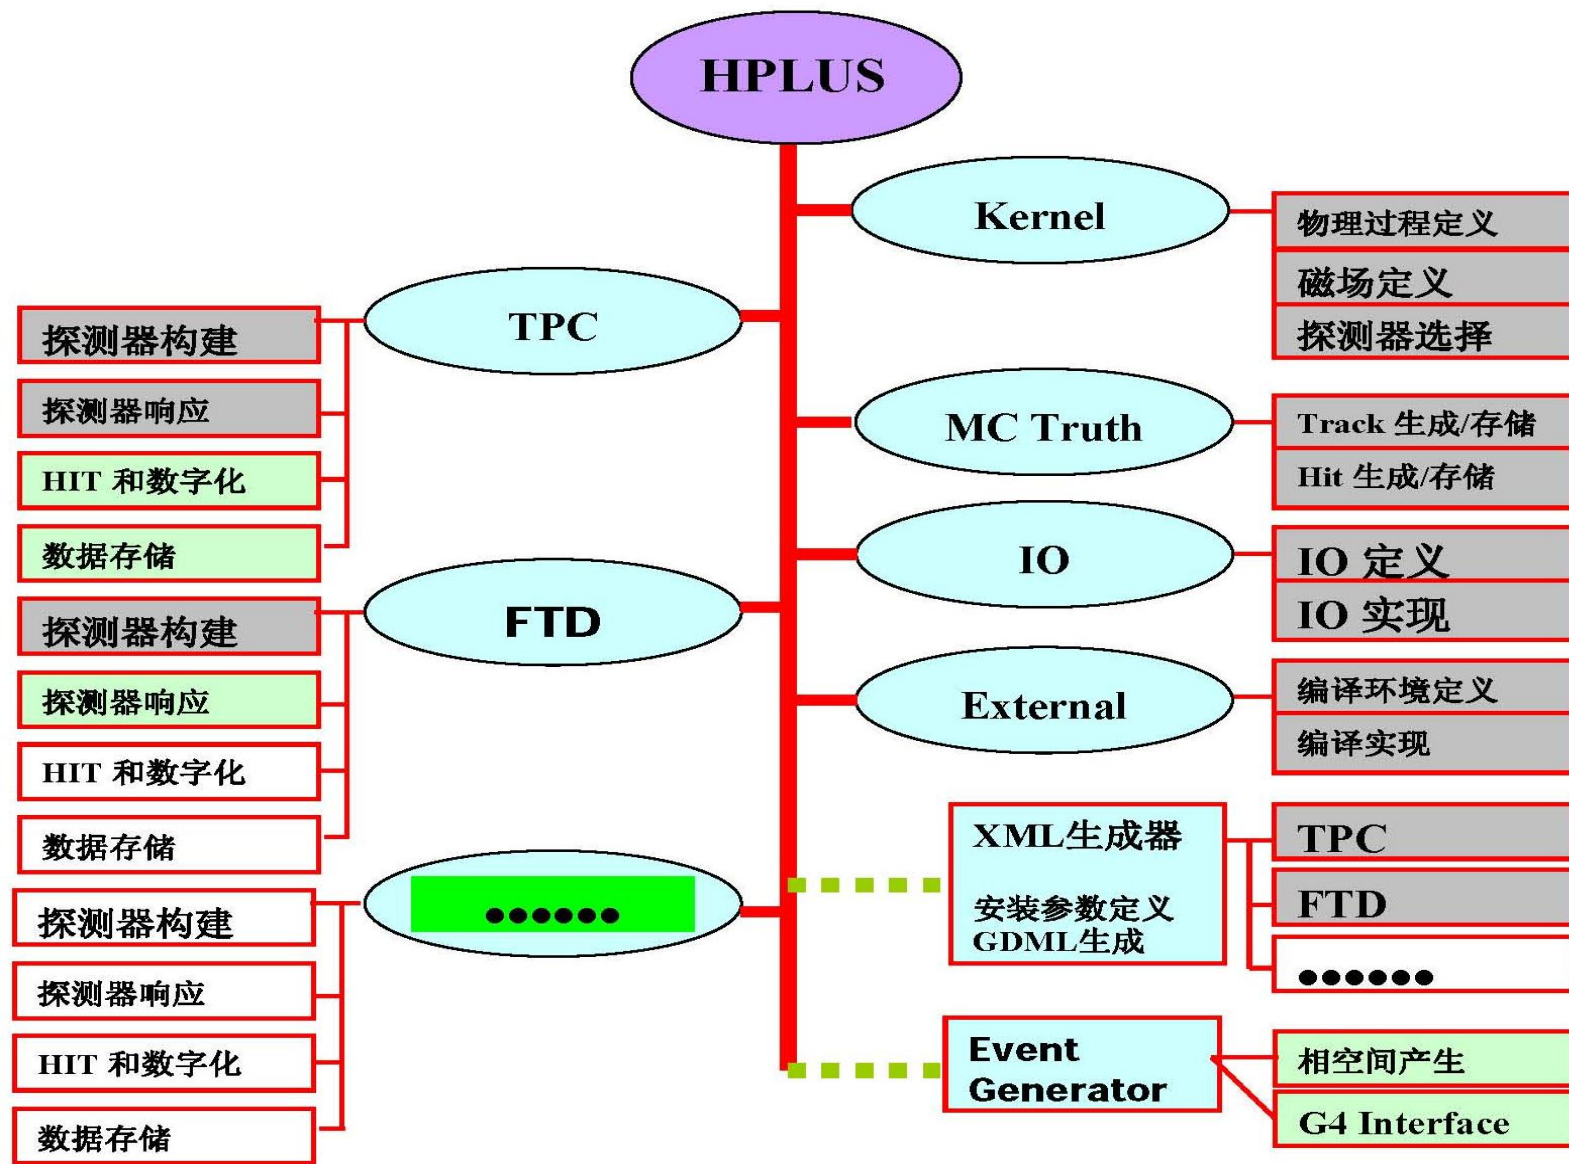 HPLUS
Kernel
物理过程定义
磁场定义
探测器选择
TPC
探测器构建
探测器响应
HIT 和数字化
数据存储
MC Truth
Track 生成/存储
Hit 生成/存储
IO
IO 定义
IO 实现
FTD
探测器构建
探测器响应
HIT 和数字化
数据存储
External
编译环境定义
编译实现
●●●●●●
探测器构建
探测器响应
HIT 和数字化
数据存储
XML生成器
安装参数定义
GDML生成
TPC
FTD
●●●●●●
Event
Generator
相空间产生
G4 Interface